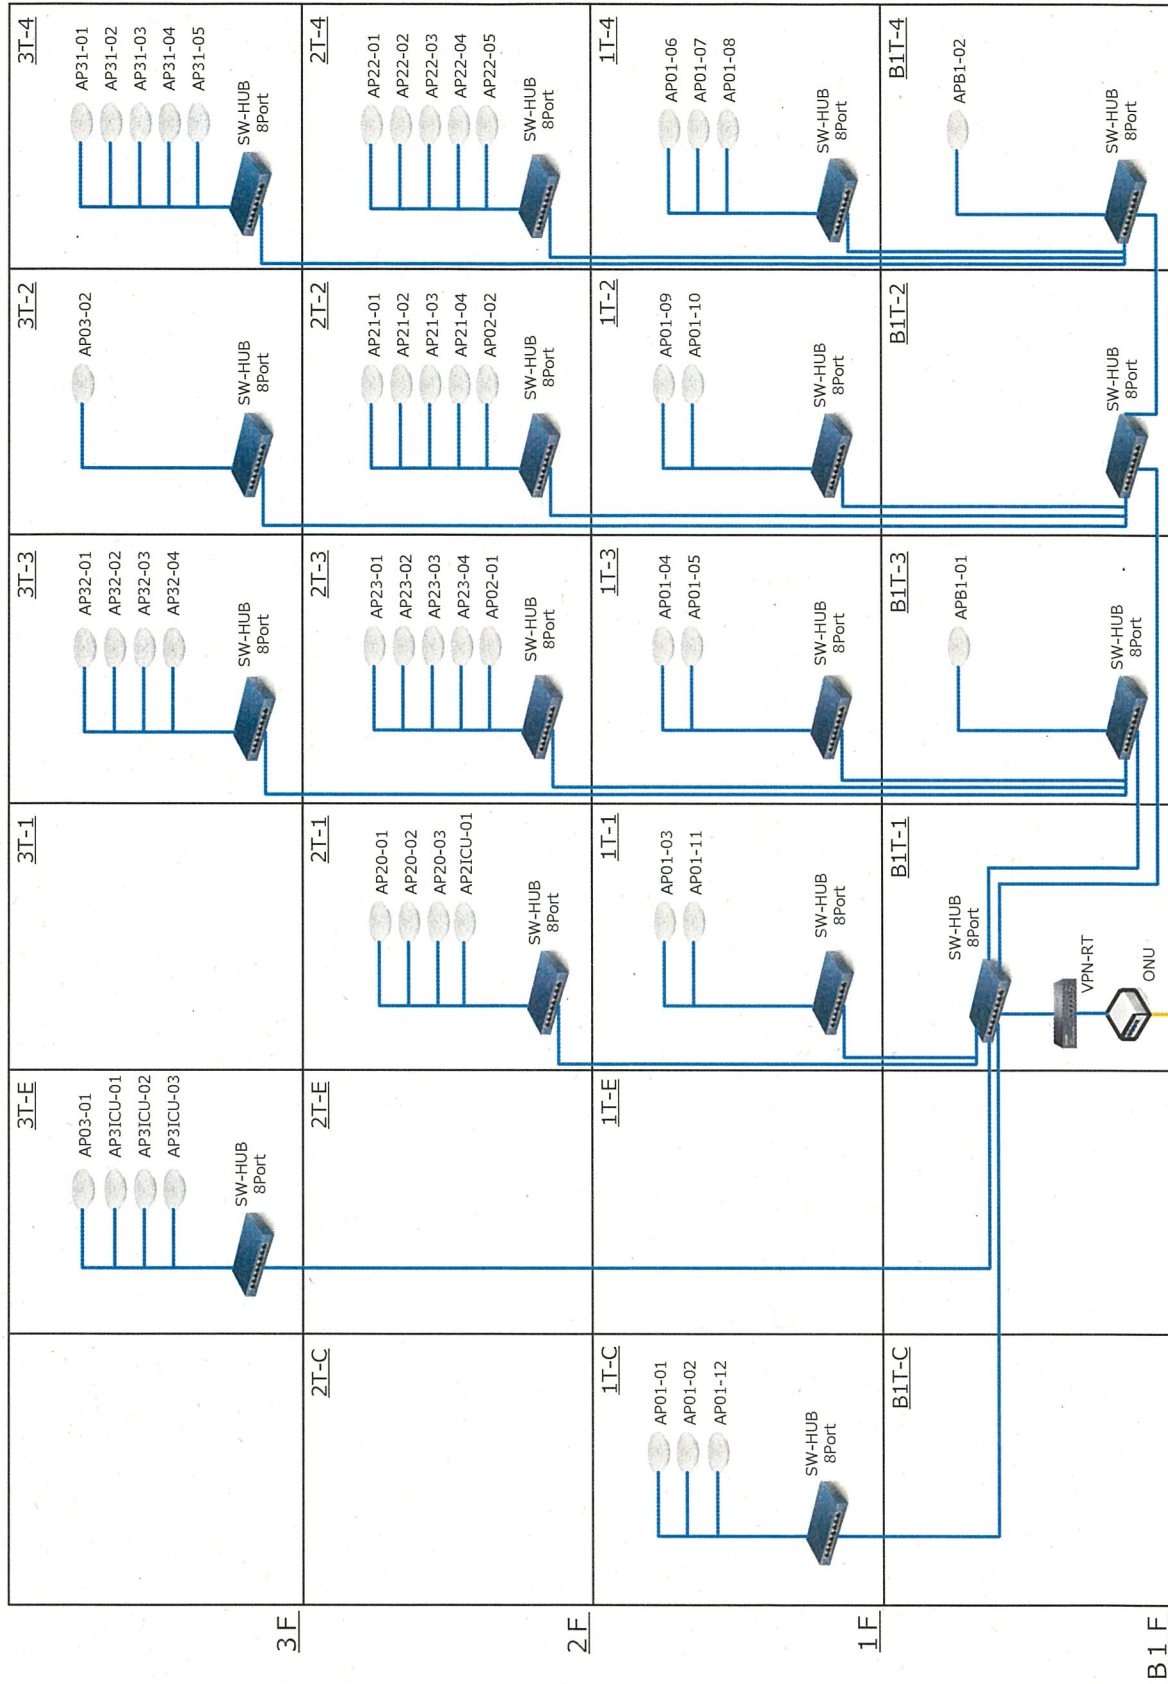 3F
3T-E
AP03-01
AP3ICU-01
AP3ICU-02
AP3ICU-03
SW-HUB
8Port
3T-1
3T-3
AP32-01
AP32-02
AP32-03
AP32-04
SW-HUB
8Port
3T-2
AP03-02
SW-HUB
8Port
3T-4
AP31-01
AP31-02
AP31-03
AP31-04
AP31-05
SW-HUB
8Port
2F
2T-C
2T-E
2T-1
AP20-01
AP20-02
AP20-03
AP2ICU-01
SW-HUB
8Port
2T-3
AP23-01
AP23-02
AP23-03
AP23-04
AP02-01
SW-HUB
8Port
2T-2
AP21-01
AP21-02
AP21-03
AP21-04
AP02-02
SW-HUB
8Port
2T-4
AP22-01
AP22-02
AP22-03
AP22-04
AP22-05
SW-HUB
8Port
1F
1T-C
AP01-01
AP01-02
AP01-12
SW-HUB
8Port
1T-E
1T-1
AP01-03
AP01-11
SW-HUB
8Port
1T-3
AP01-04
AP01-05
SW-HUB
8Port
1T-2
AP01-09
AP01-10
SW-HUB
8Port
1T-4
AP01-06
AP01-07
AP01-08
SW-HUB
8Port
B1F
B1T-C
B1T-1
SW-HUB
8Port
VPN-RT
ONU
B1T-3
APB1-01
SW-HUB
8Port
B1T-2
SW-HUB
8Port
B1T-4
APB1-02
SW-HUB
8Port